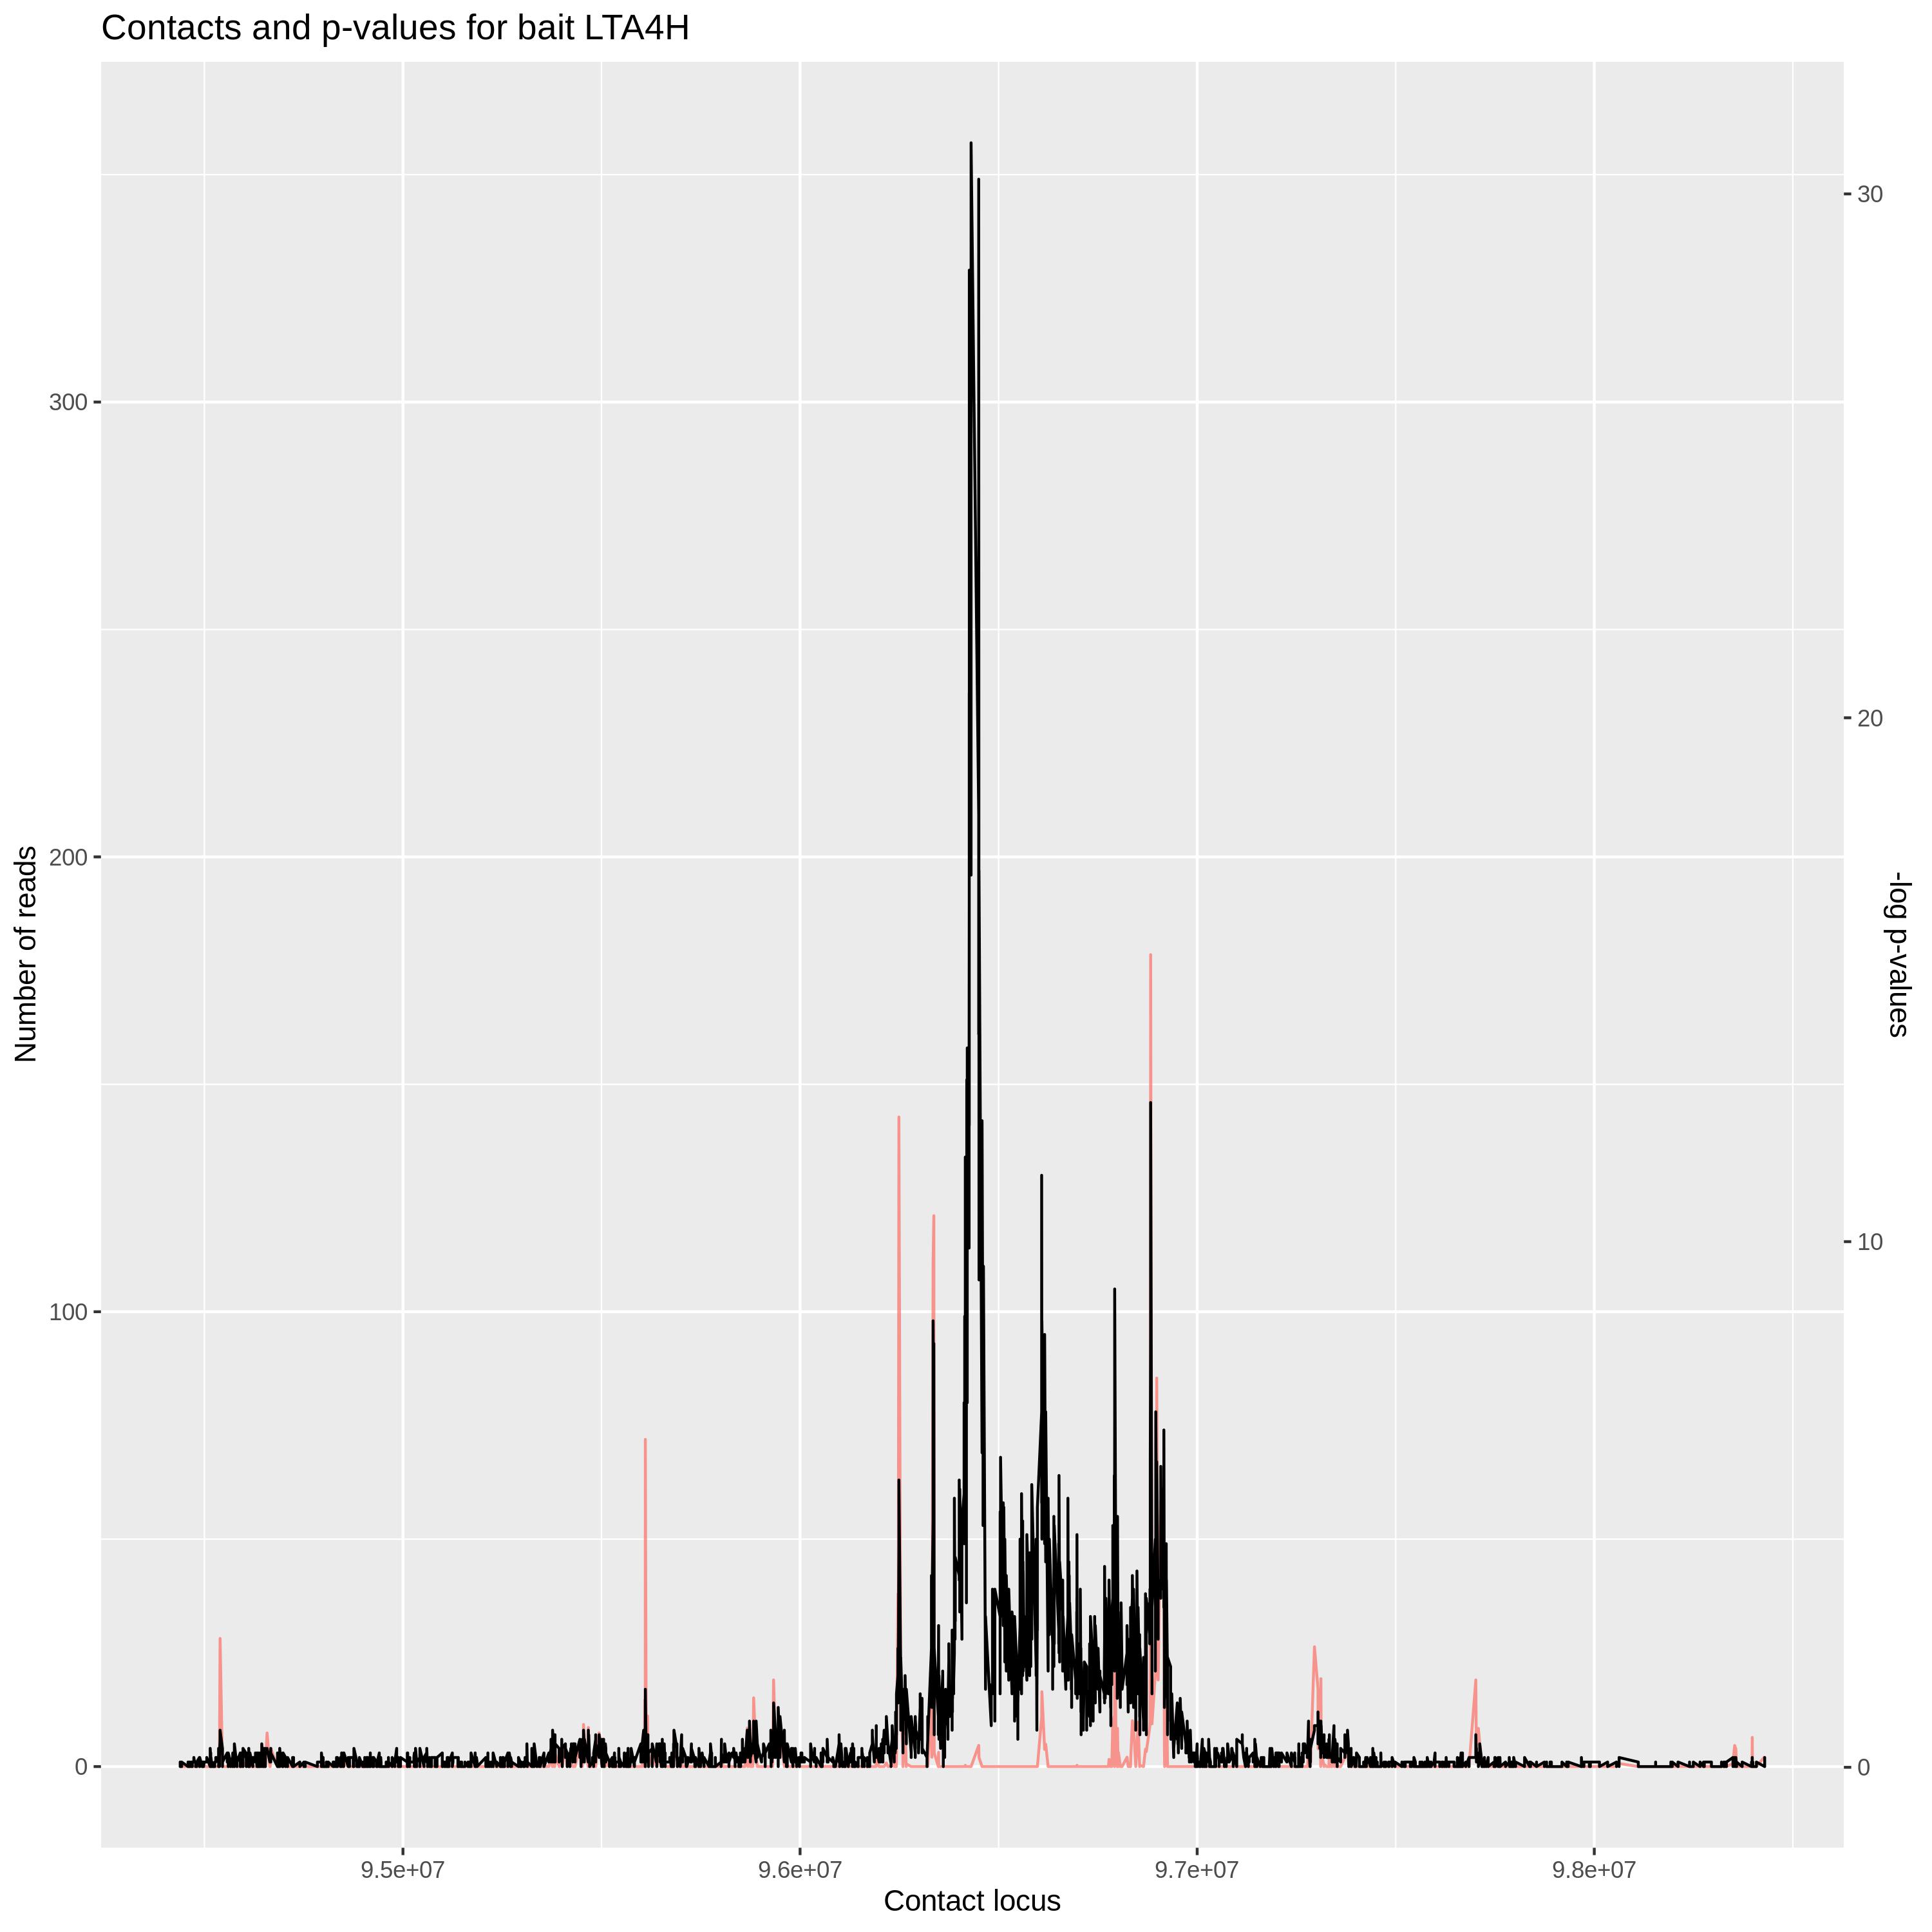 Contacts and p-values for bait LTA4H
Number of reads
300
200
100
0
30
20
10
0
-log p-values
9.5e+07 9.6e+07 9.7e+07 9.8e+07
Contact locus